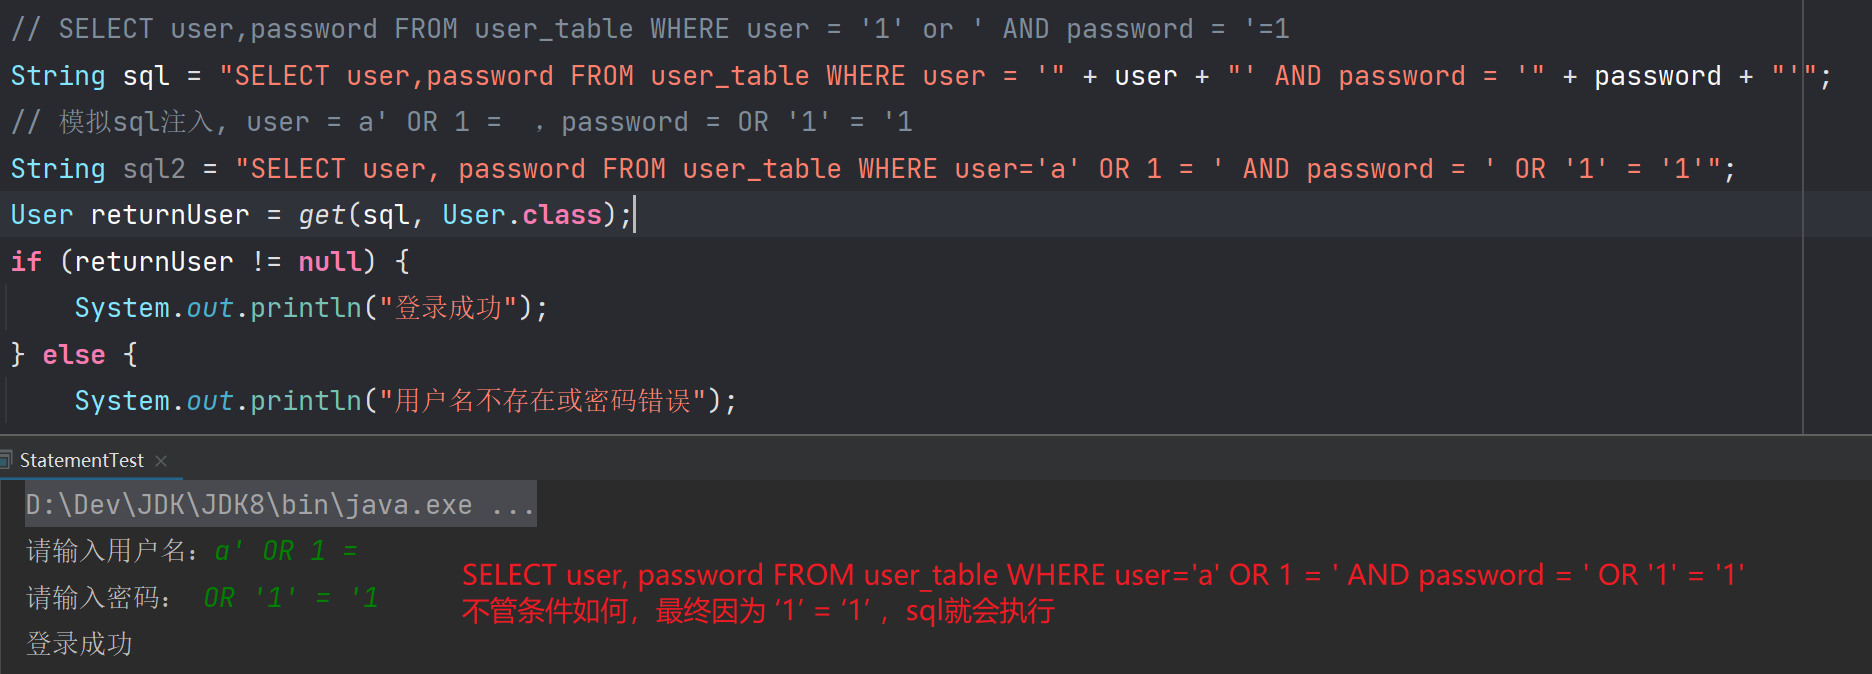 // SELECT user,password FROM user_table WHERE user = '1' or ' AND password = '=1
String sql = "SELECT user,password FROM user_table WHERE user = '" + user + "' AND password = '" + password + "'";
// 模拟sql注入, user = a' OR 1 =  , password = OR '1' = '1
String sql2 = "SELECT user, password FROM user_table WHERE user='a' OR 1 = ' AND password = ' OR '1' = '1'";
User returnUser = get(sql, User.class);
if (returnUser != null) {
    System.out.println("登录成功");
} else {
    System.out.println("用户名不存在或密码错误");
StatementTest
D:\Dev\JDK\JDK8\bin\java.exe ...
请输入用户名：a' OR 1 =
请输入密码： OR '1' = '1
SELECT user, password FROM user_table WHERE user='a' OR 1 = ' AND password = ' OR '1' = '1'
不管条件如何，最终因为 ‘1’ = ‘1’ ，sql就会执行
登录成功